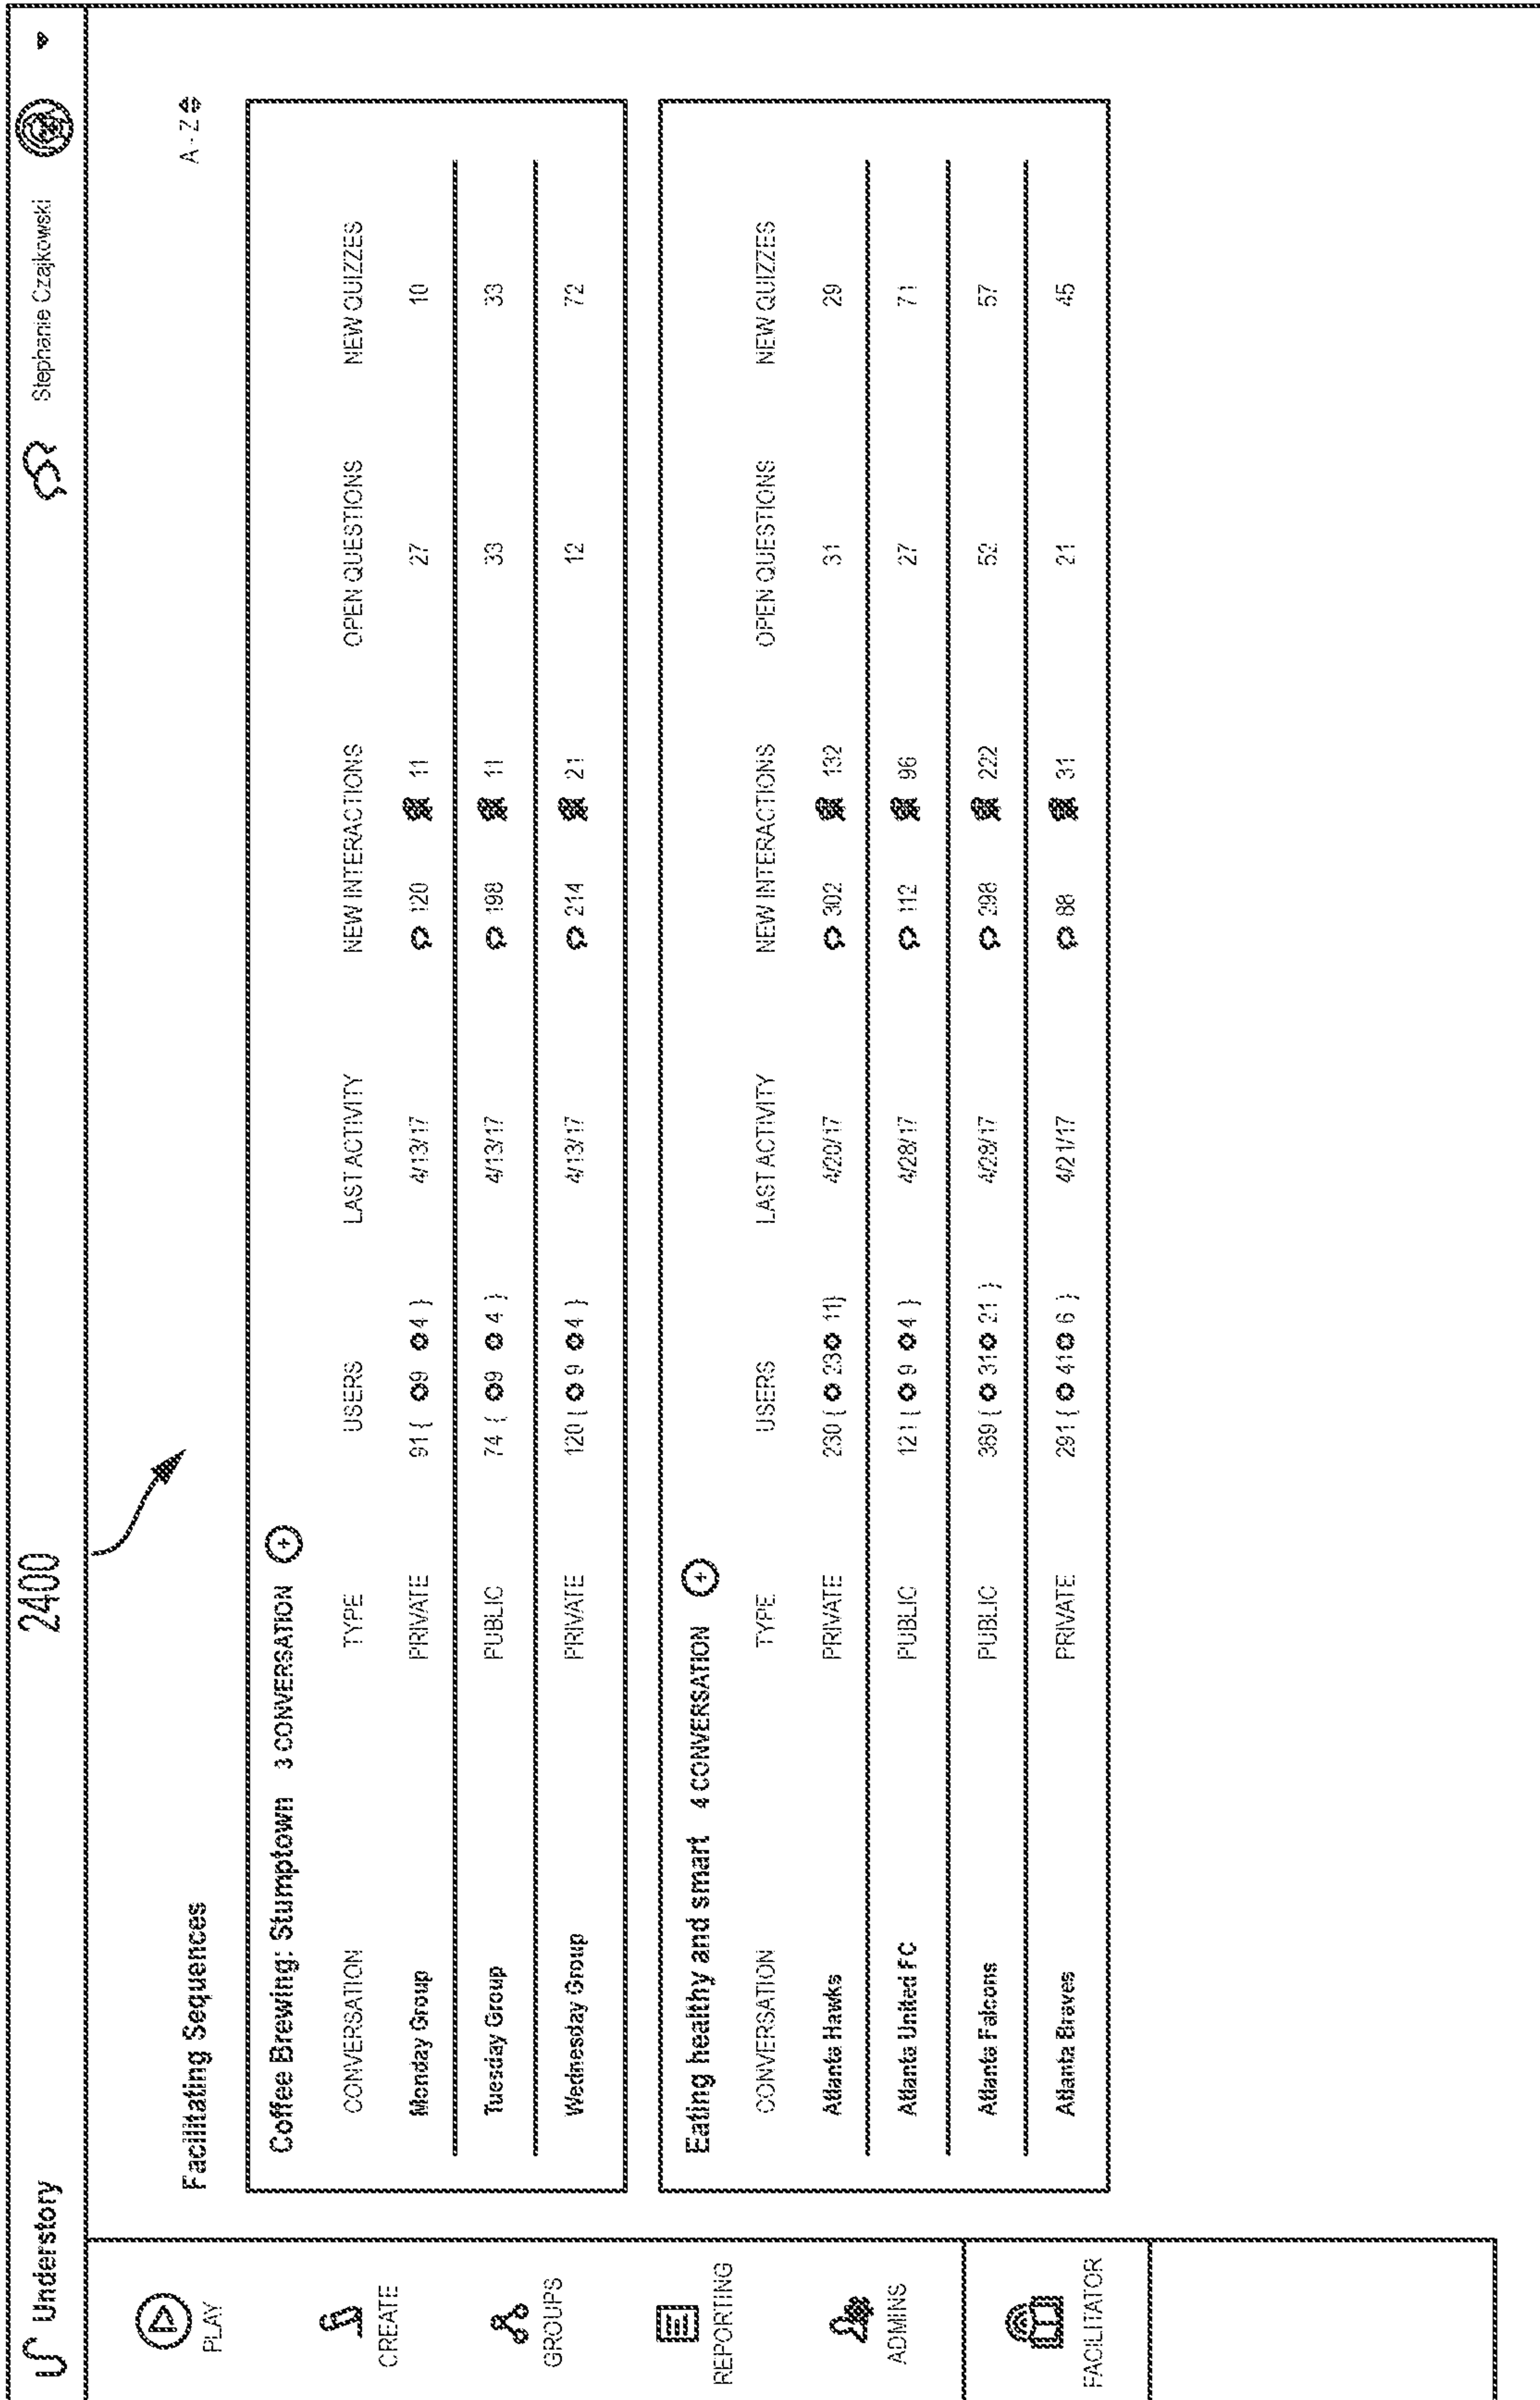 2400
Understory
Stephanie Czajkowski
PLAY
CREATE
GROUPS
REPORTING
ADMINS
FACILITATOR
Facilitating Sequences
A - Z
Coffee Brewing: Stumptown 3 CONVERSATION +
CONVERSATION TYPE USERS LAST ACTIVITY NEW INTERACTIONS OPEN QUESTIONS NEW QUIZZES
Monday Group PRIVATE 91 ( 9 4 ) 4/13/17 120 11 27 10
Tuesday Group PUBLIC 74 ( 9 4 ) 4/13/17 198 11 33 33
Wednesday Group PRIVATE 120 ( 9 4 ) 4/13/17 214 21 12 72
Eating healthy and smart 4 CONVERSATION +
CONVERSATION TYPE USERS LAST ACTIVITY NEW INTERACTIONS OPEN QUESTIONS NEW QUIZZES
Atlanta Hawks PRIVATE 230 ( 23 11) 4/20/17 302 132 31 29
Atlanta United FC PUBLIC 121 ( 9 4 ) 4/28/17 112 96 27 71
Atlanta Falcons PUBLIC 389 ( 31 21 ) 4/28/17 298 222 52 57
Atlanta Braves PRIVATE 291 ( 41 6 ) 4/21/17 88 31 21 45